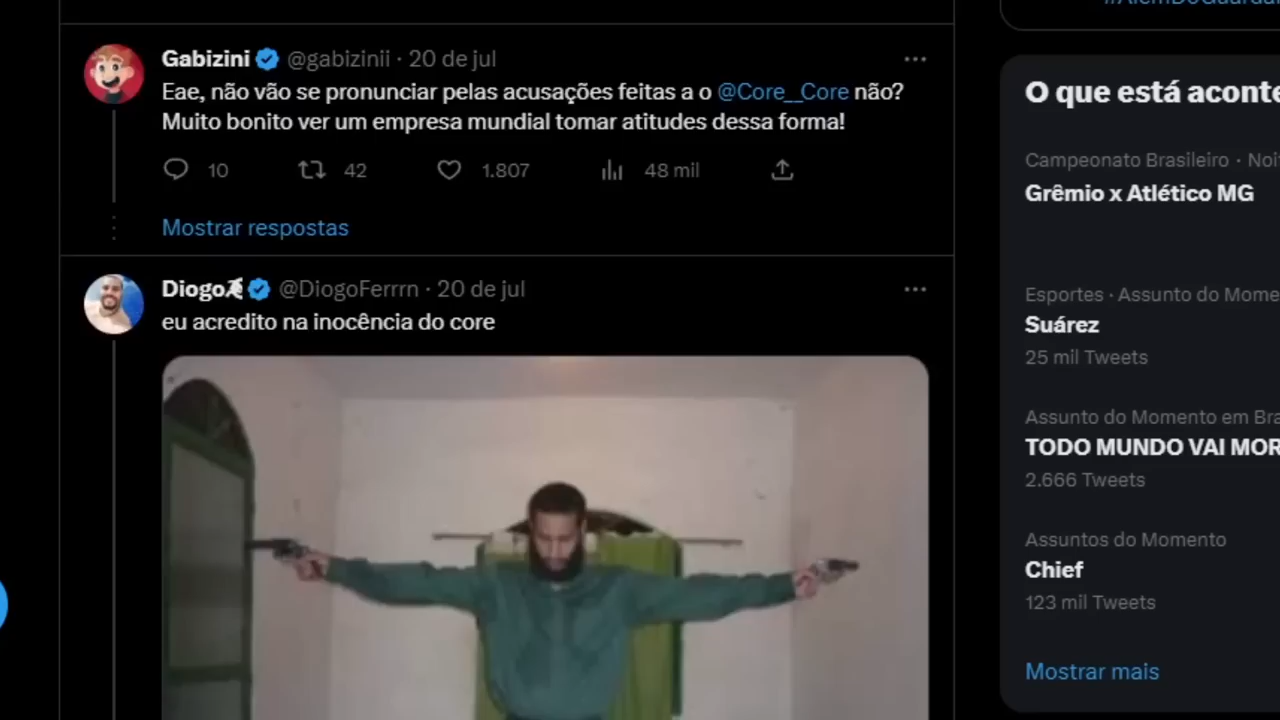 #AlemDoGuarda
Gabizini @gabizinii · 20 de jul
Eae, não vão se pronunciar pelas acusações feitas a o @Core__Core não?
Muito bonito ver um empresa mundial tomar atitudes dessa forma!
10 42 1.807 48 mil
Mostrar respostas
Diogo @DiogoFerrrn · 20 de jul
eu acredito na inocência do core
O que está aconte
Campeonato Brasileiro · Noi
Grêmio x Atlético MG
Esportes · Assunto do Mome
Suárez
25 mil Tweets
Assunto do Momento em Bra
TODO MUNDO VAI MOR
2.666 Tweets
Assuntos do Momento
Chief
123 mil Tweets
Mostrar mais